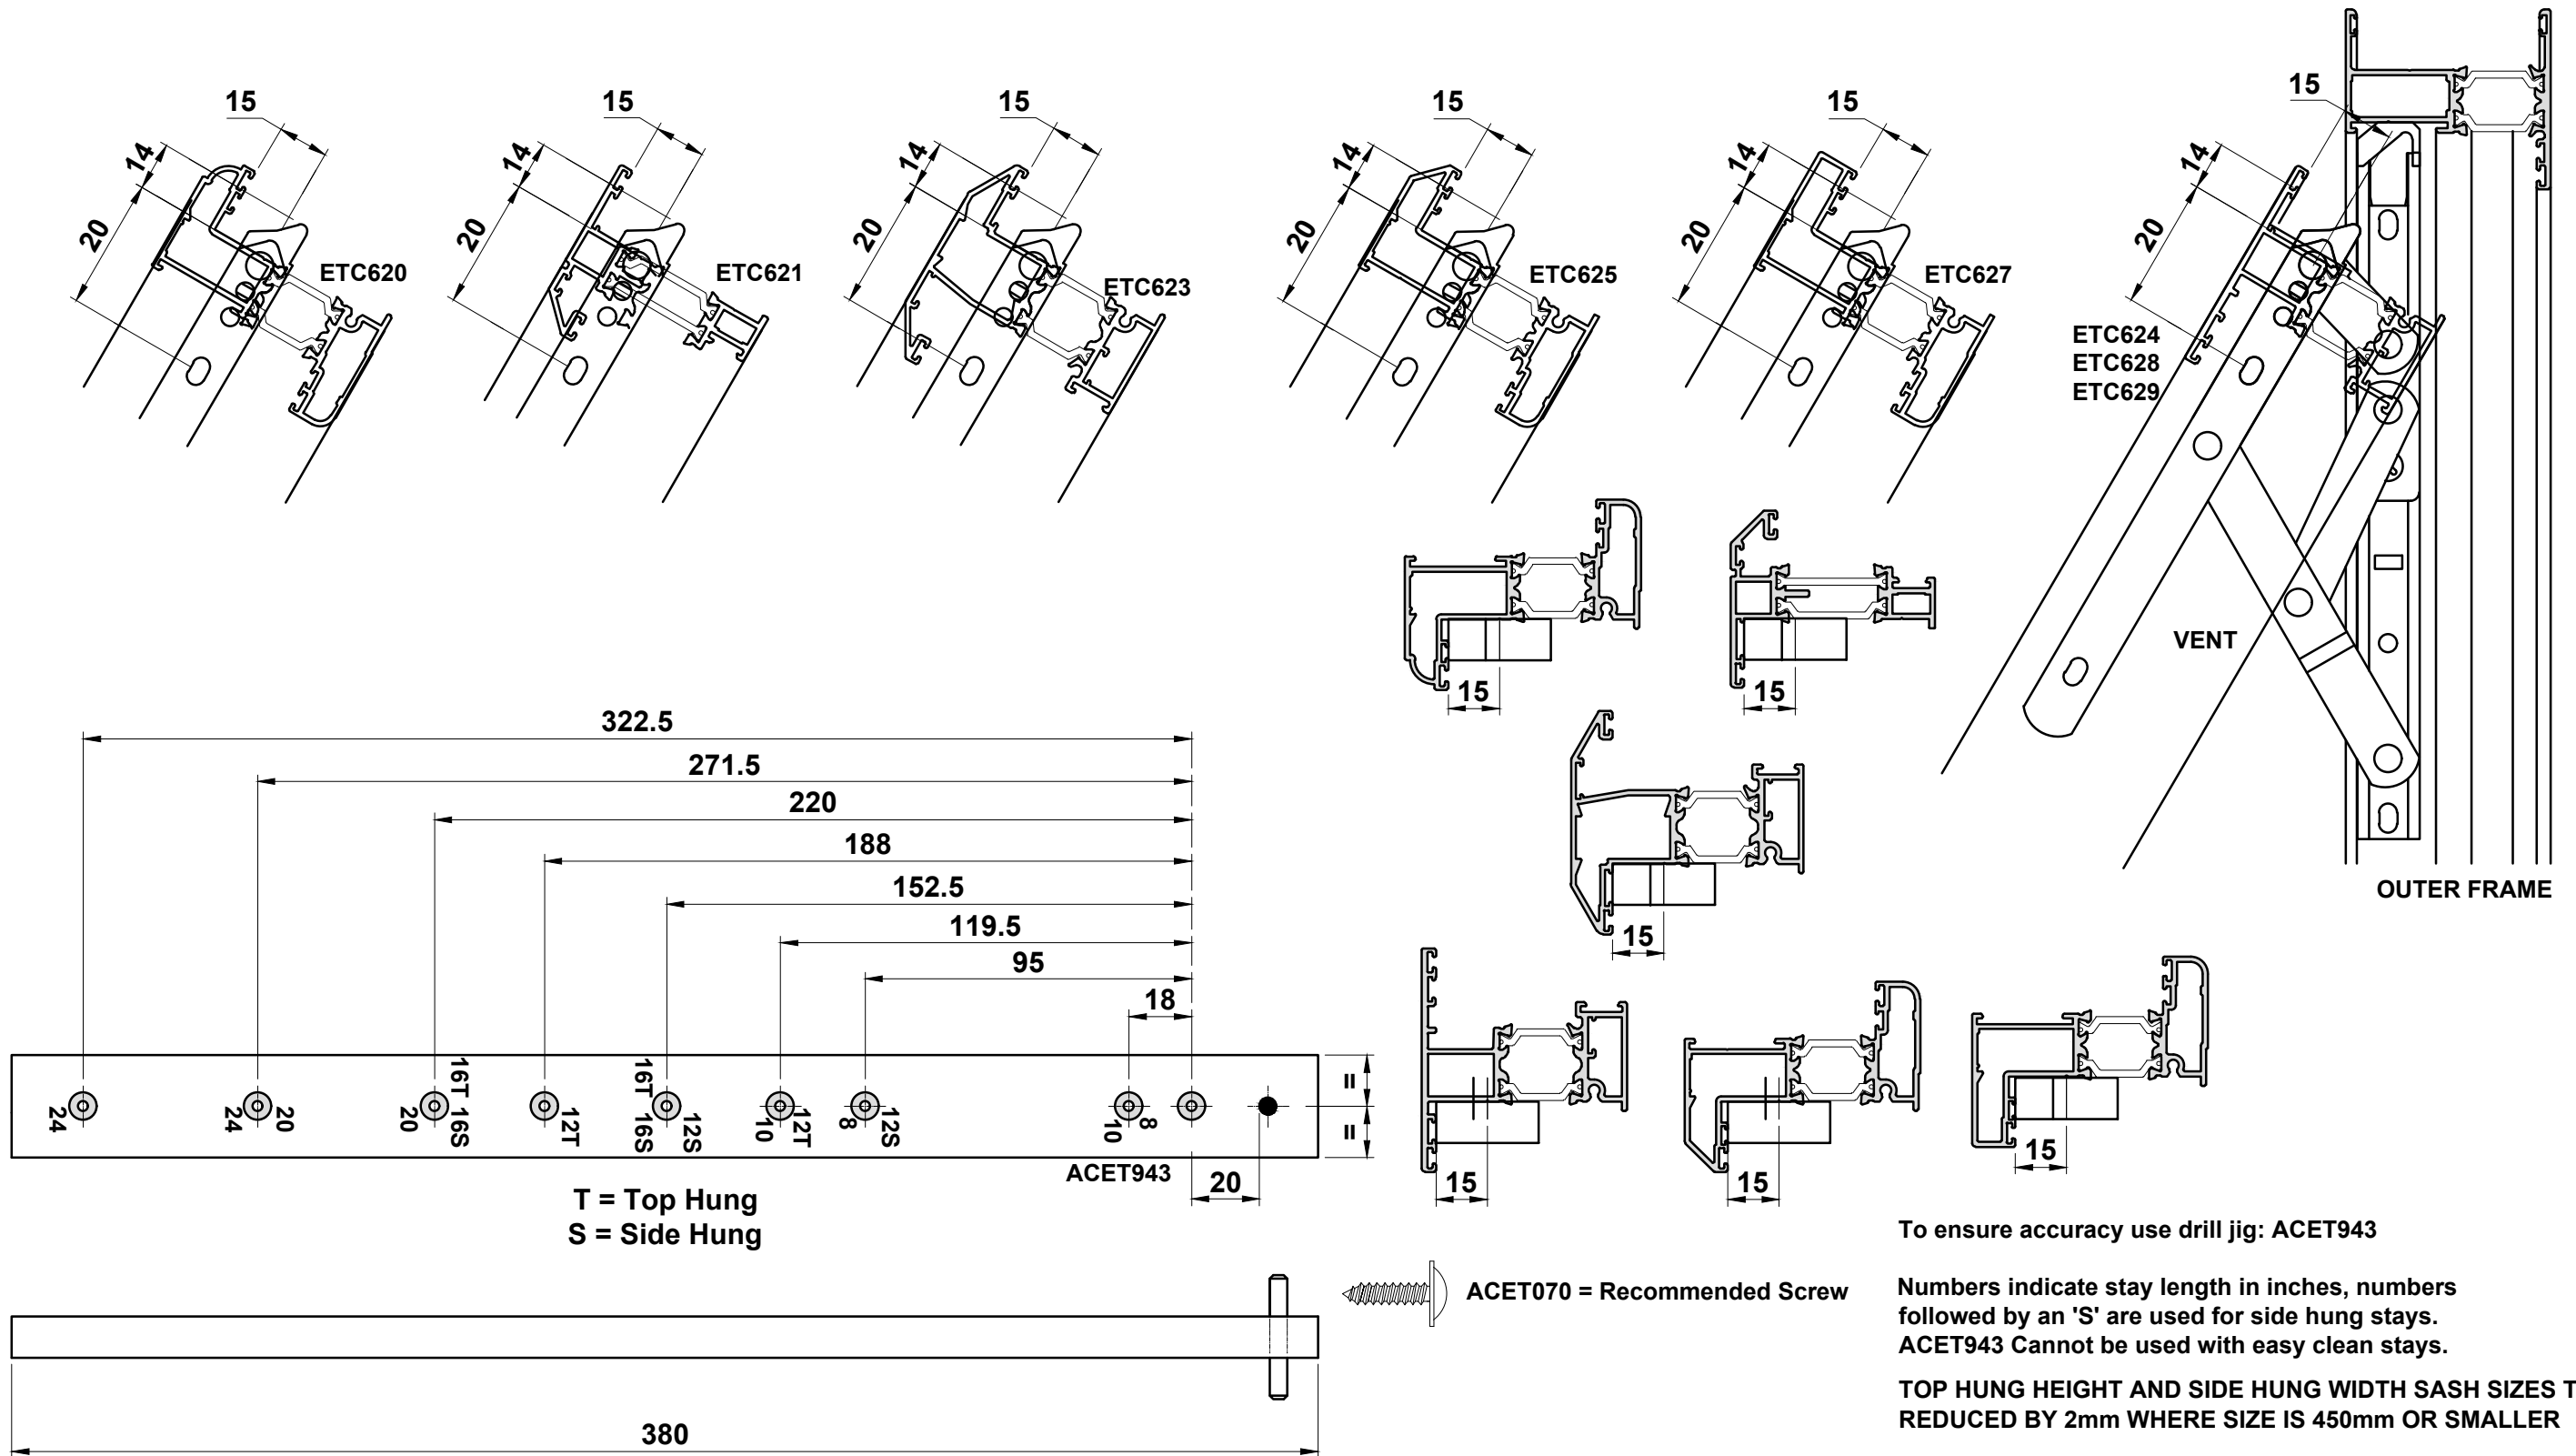 15
14
20
ETC620
15
14
20
ETC621
15
14
20
ETC623
15
14
20
ETC625
15
14
20
ETC627
15
14
20
ETC624
ETC628
ETC629
VENT
OUTER FRAME
15
15
15
15
15
15
322.5
271.5
220
188
152.5
119.5
95
18
24
24
20
16T
20
16S
12T
16T
16S
12S
10
12T
8
12S
10
8
=
=
20
ACET943
T = Top Hung
S = Side Hung
380
ACET070 = Recommended Screw
To ensure accuracy use drill jig: ACET943
Numbers indicate stay length in inches, numbers
followed by an 'S' are used for side hung stays.
ACET943 Cannot be used with easy clean stays.
TOP HUNG HEIGHT AND SIDE HUNG WIDTH SASH SIZES T
REDUCED BY 2mm WHERE SIZE IS 450mm OR SMALLER